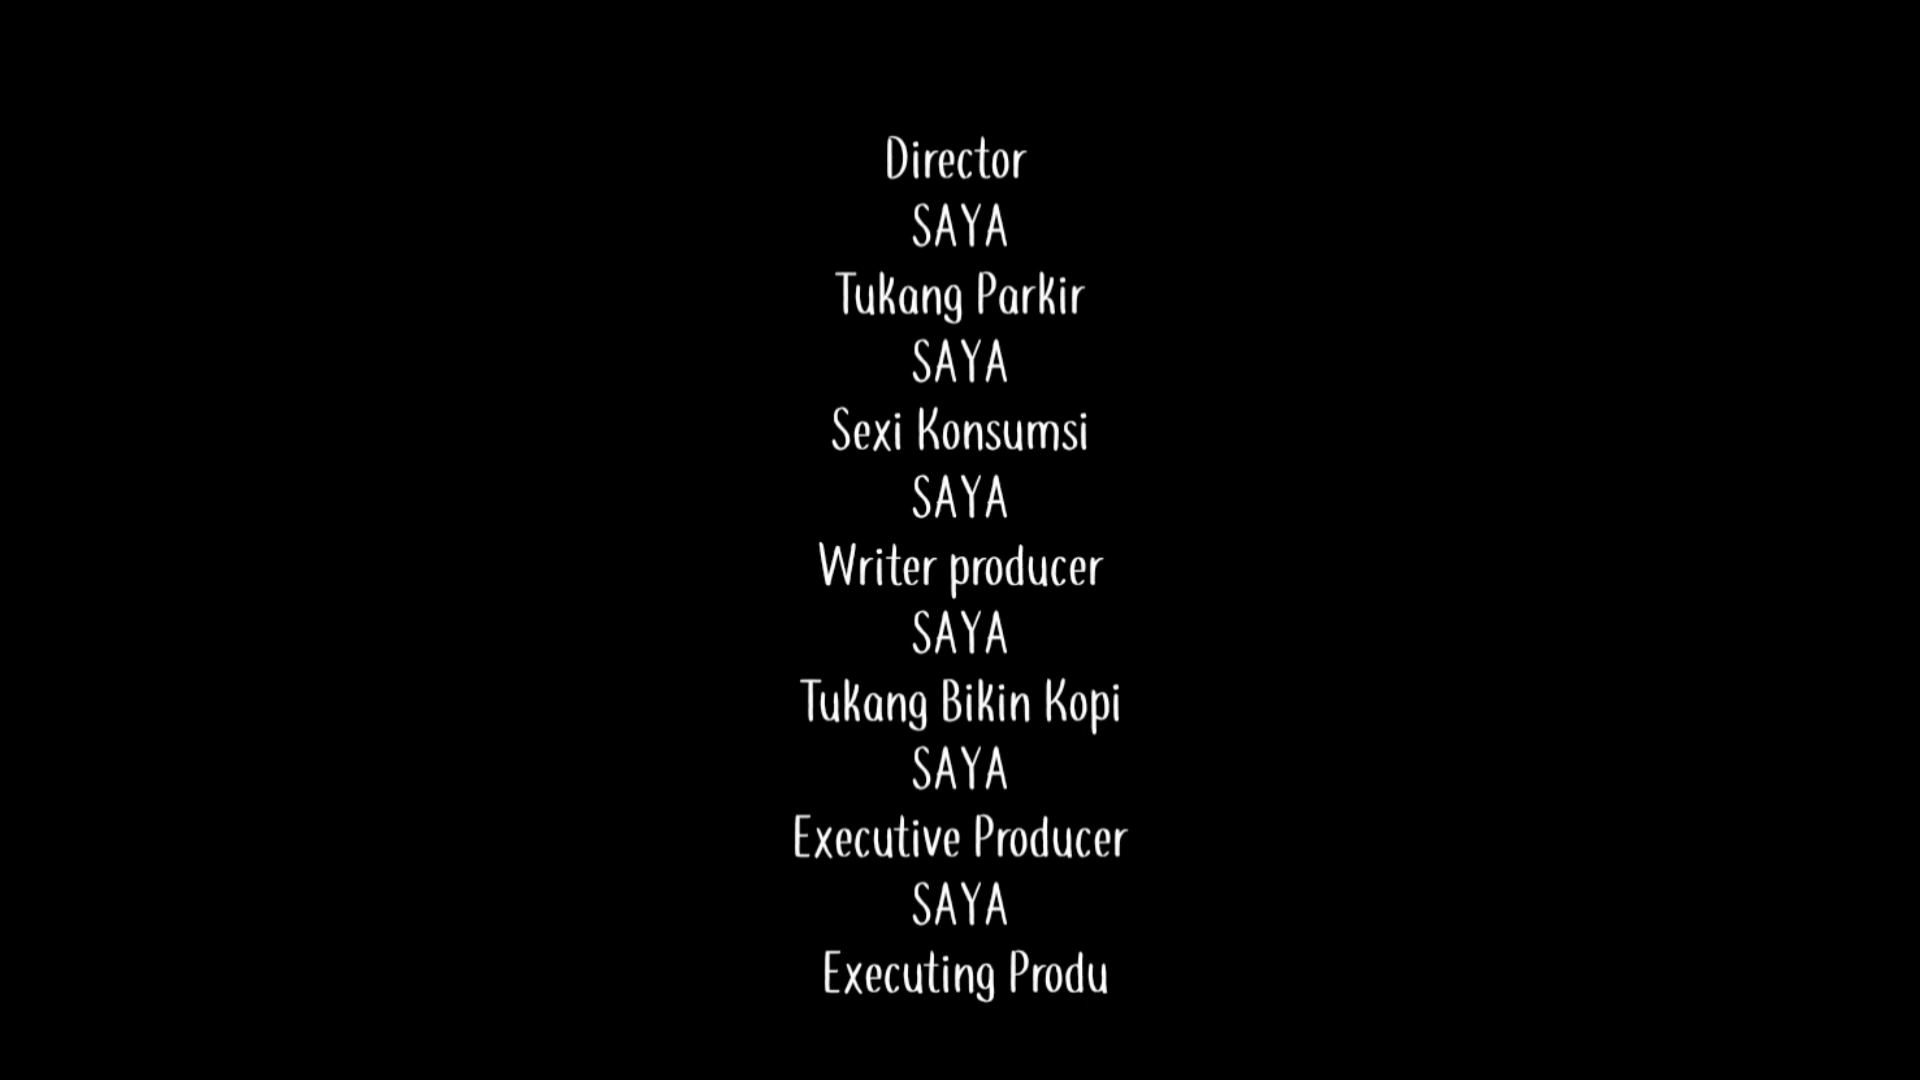 Director
SAYA
Tukang Parkir
SAYA
Sexi Konsumsi
SAYA
Writer producer
SAYA
Tukang Bikin Kopi
SAYA
Executive Producer
SAYA
Executing Produ